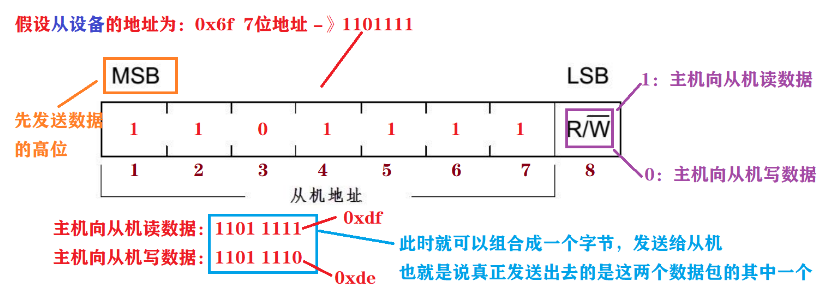 假设从设备的地址为：0x6f 7位地址-》1101111
MSB
LSB
1：主机向从机读数据
先发送数据
的高位
1 1 0 1 1 1 1 R/W̅
0：主机向从机写数据
1 2 3 4 5 6 7 8
从机地址
主机向从机读数据：1101 1111
0xdf
主机向从机写数据：1101 1110
0xde
此时就可以组合成一个字节，发送给从机
也就是说真正发送出去的是这两个数据包的其中一个